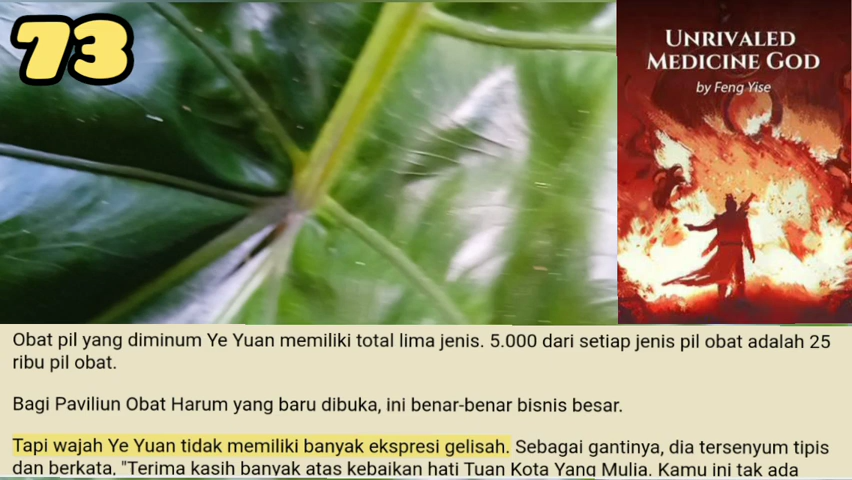 73
UNRIVALED
MEDICINE GOD
by Feng Yise
Obat pil yang diminum Ye Yuan memiliki total lima jenis. 5.000 dari setiap jenis pil obat adalah 25
ribu pil obat.
Bagi Paviliun Obat Harum yang baru dibuka, ini benar-benar bisnis besar.
Tapi wajah Ye Yuan tidak memiliki banyak ekspresi gelisah. Sebagai gantinya, dia tersenyum tipis
dan berkata, "Terima kasih banyak atas kebaikan hati Tuan Kota Yang Mulia. Kamu ini tak ada